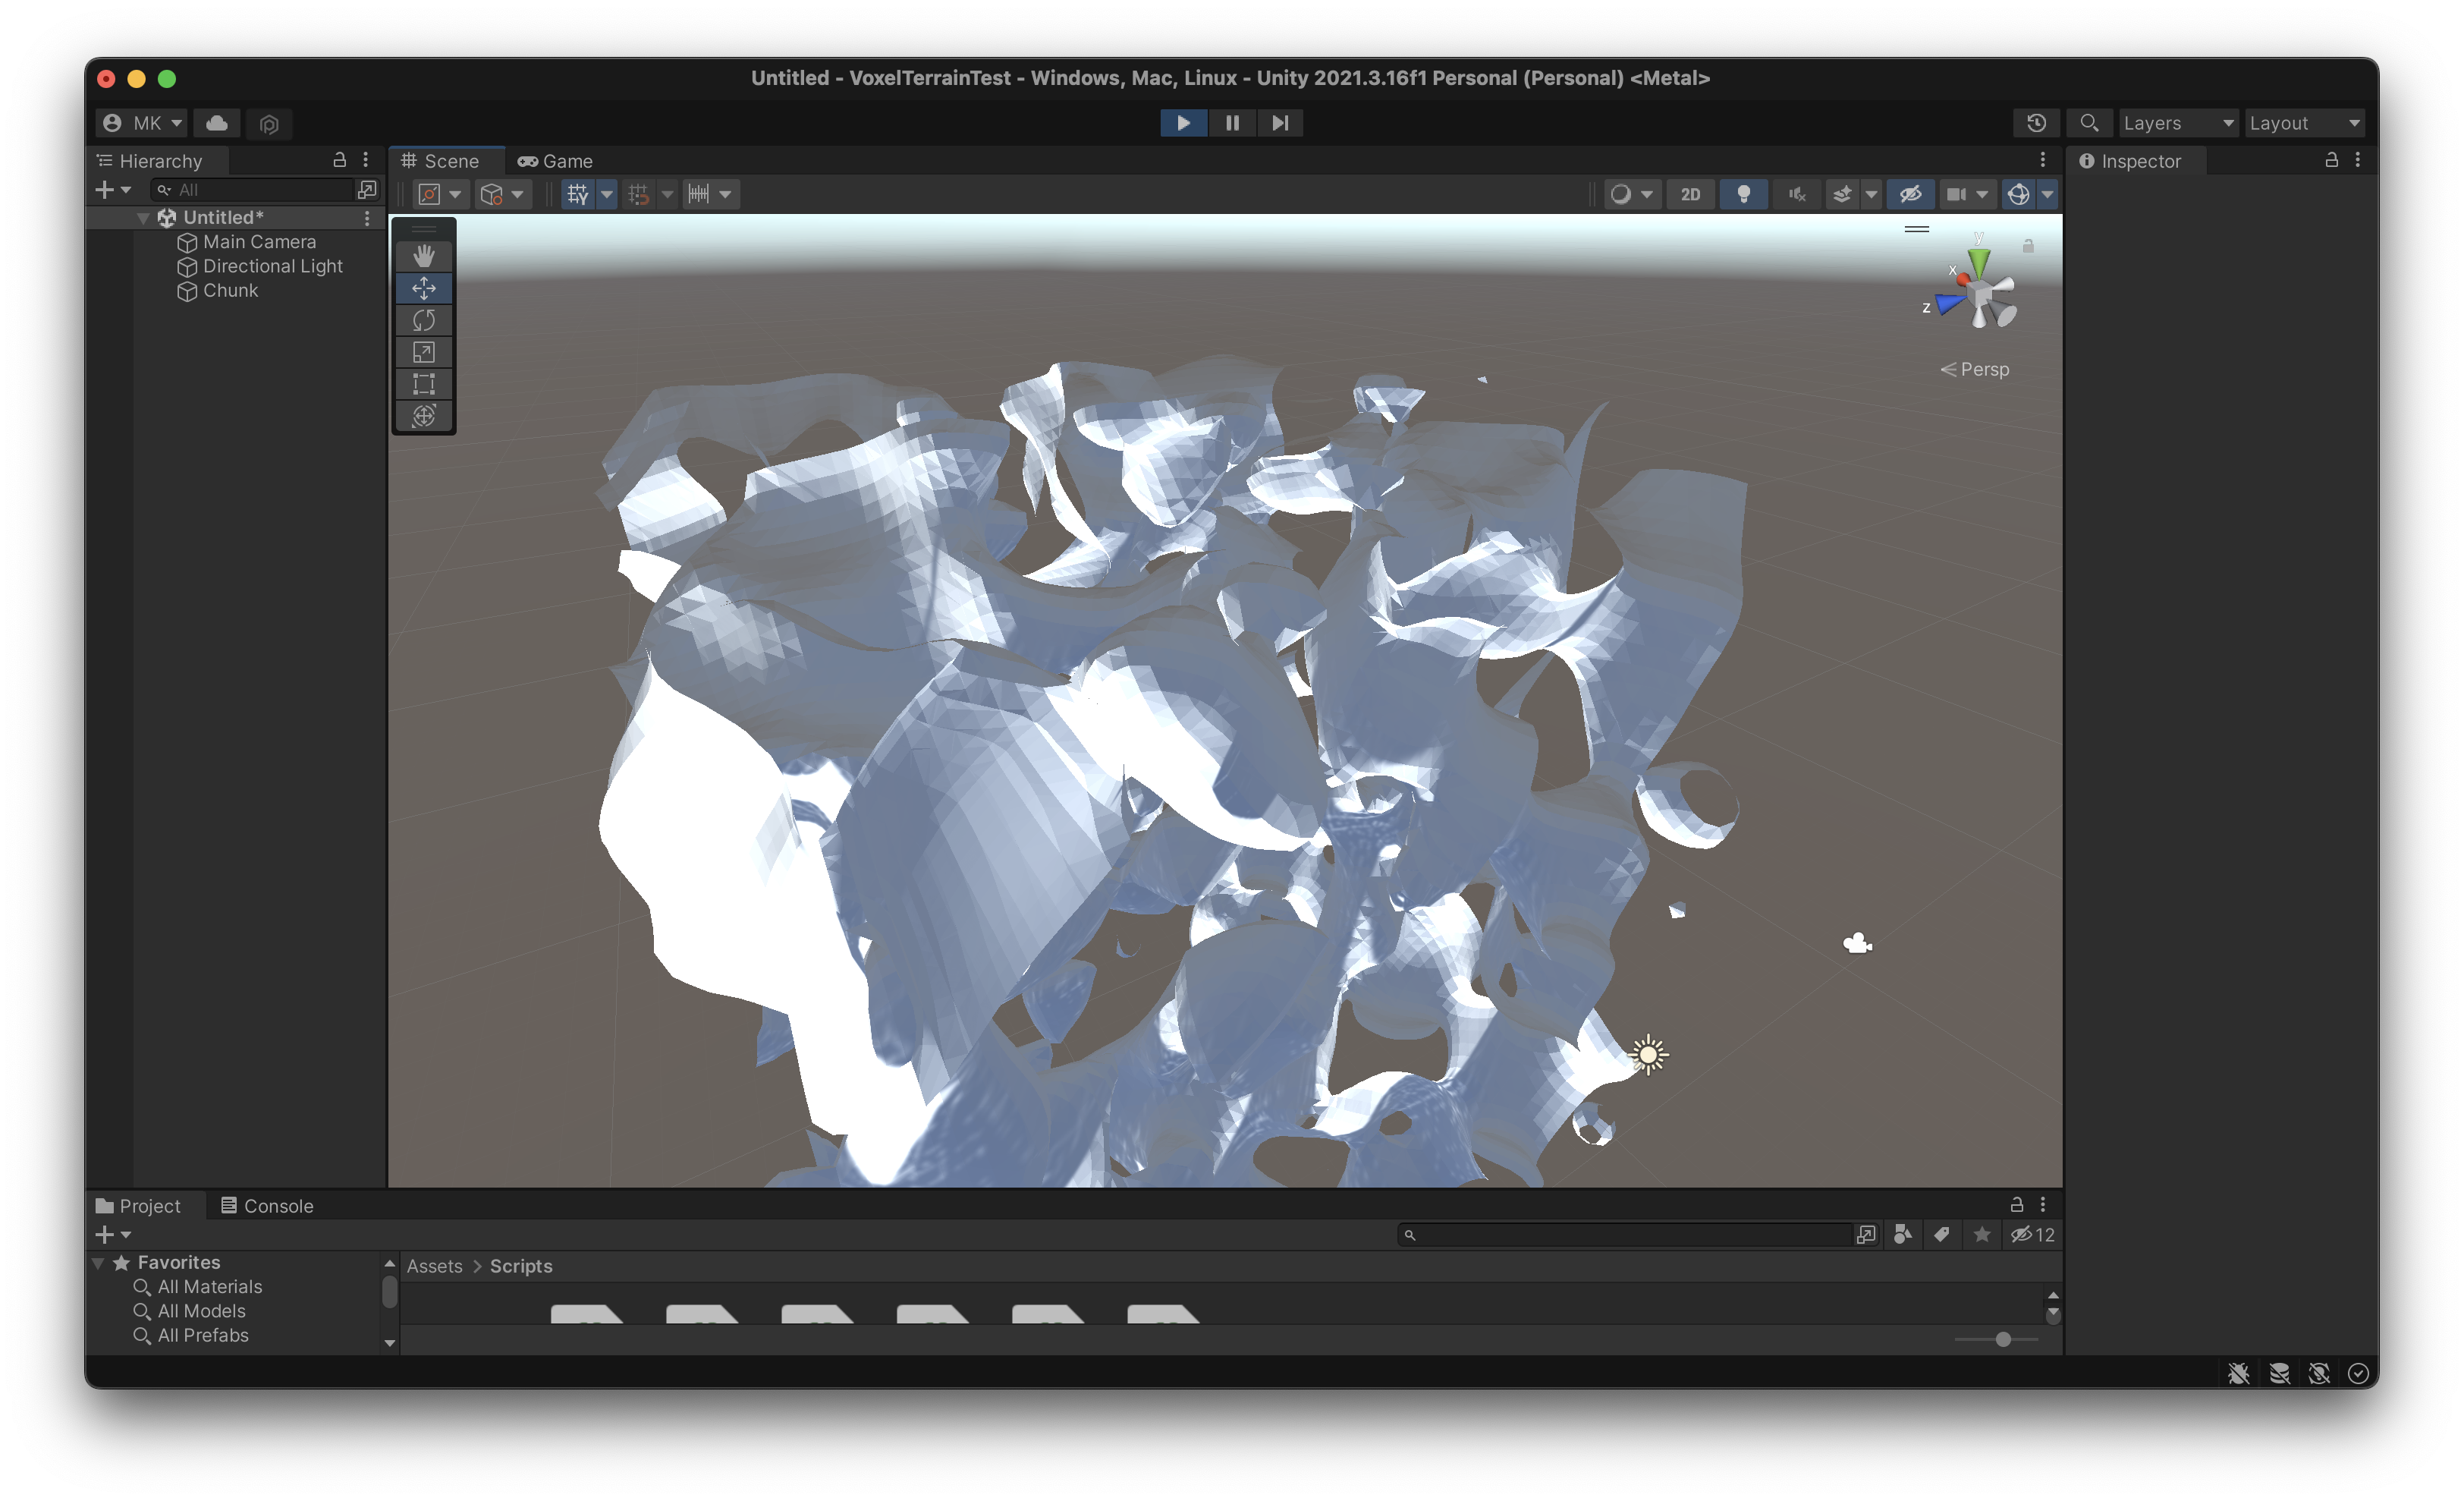 Untitled - VoxelTerrainTest - Windows, Mac, Linux - Unity 2021.3.16f1 Personal (Personal) <Metal>
MK
Layers
Layout
Hierarchy
Scene
Game
Inspector
All
2D
Untitled*
Main Camera
Directional Light
Chunk
y
x
z
Persp
Project
Console
12
Favorites
Assets > Scripts
All Materials
All Models
All Prefabs